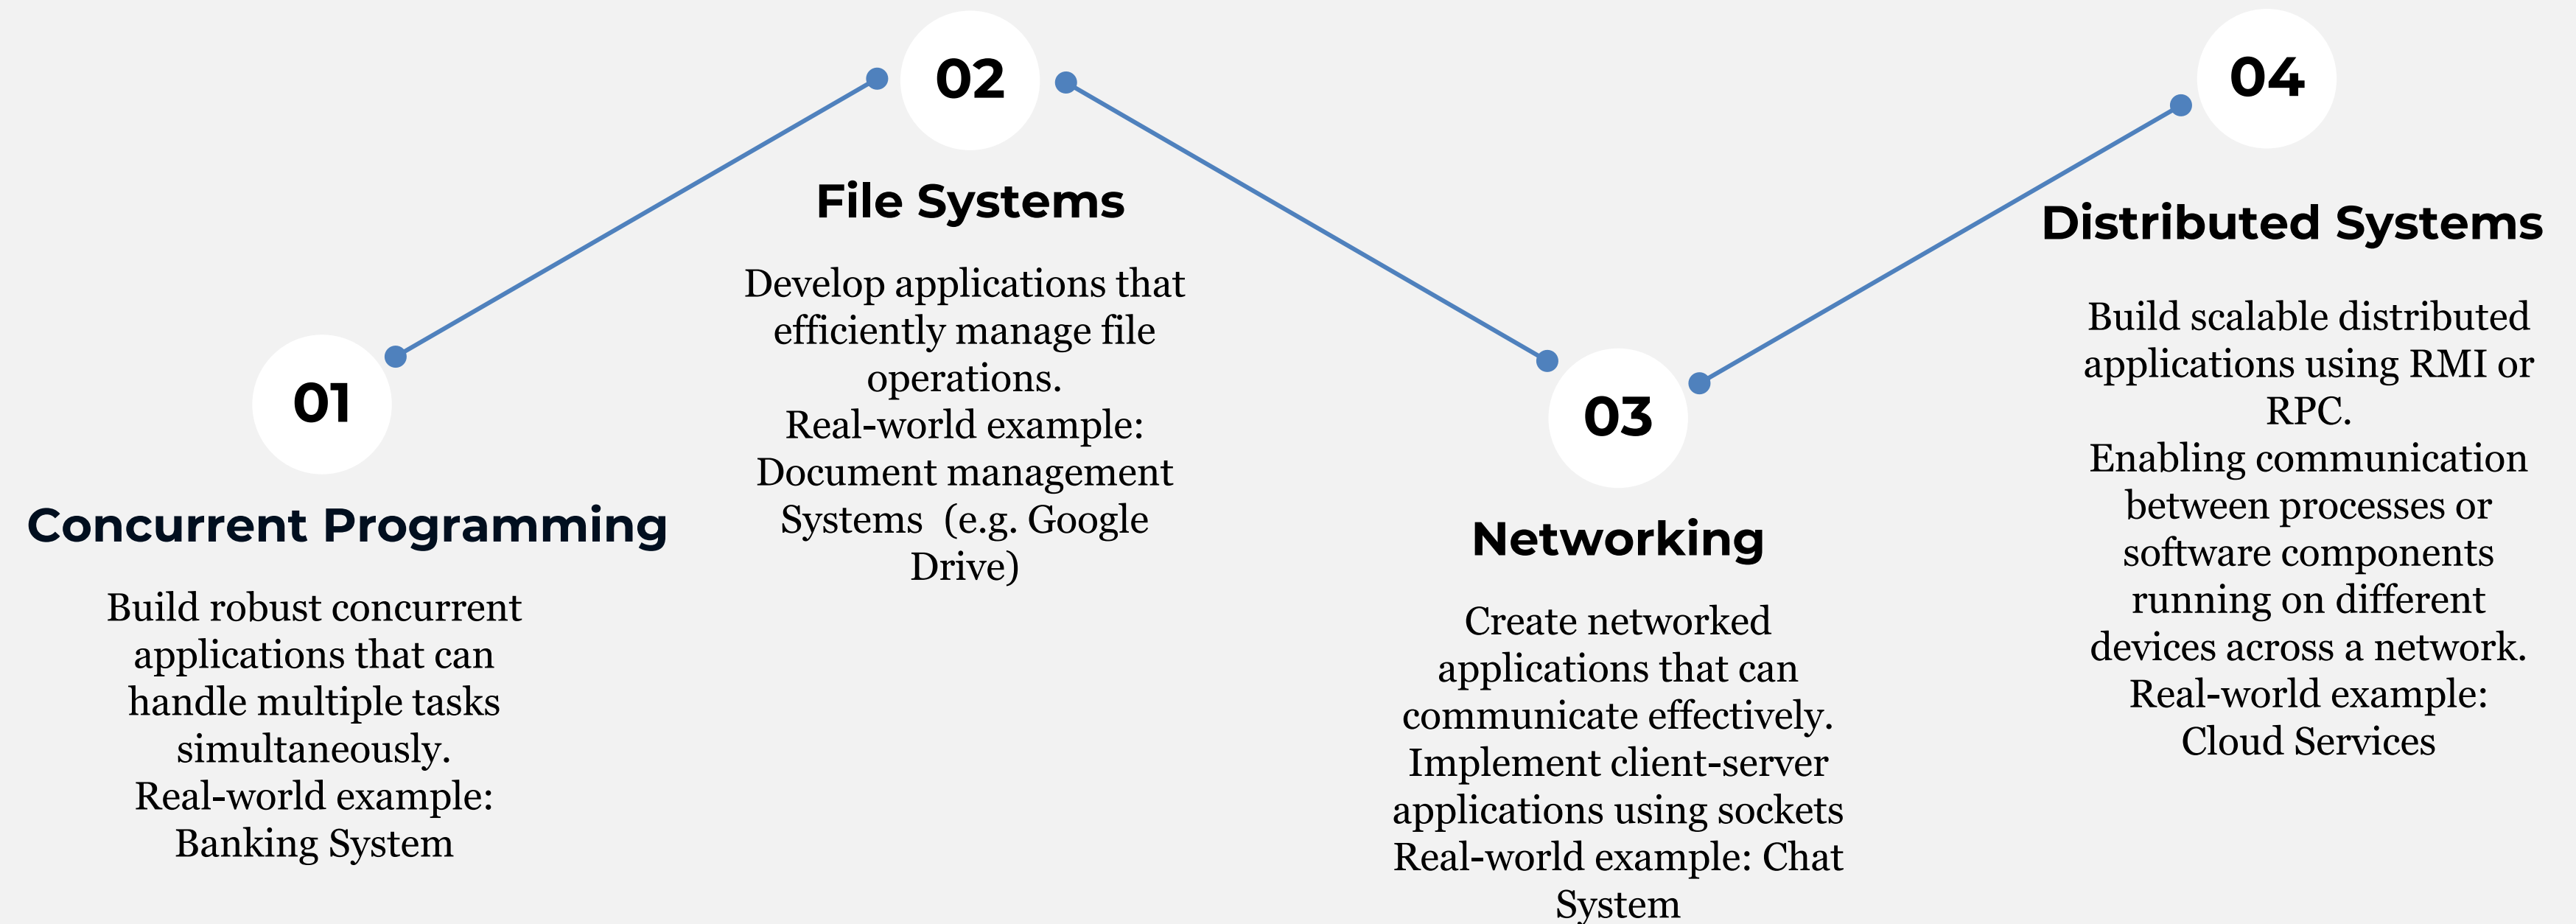 01
Concurrent Programming
Build robust concurrent
applications that can
handle multiple tasks
simultaneously.
Real-world example:
Banking System
02
File Systems
Develop applications that
efficiently manage file
operations.
Real-world example:
Document management
Systems  (e.g. Google
Drive)
03
Networking
Create networked
applications that can
communicate effectively.
Implement client-server
applications using sockets
Real-world example: Chat
System
04
Distributed Systems
Build scalable distributed
applications using RMI or
RPC.
Enabling communication
between processes or
software components
running on different
devices across a network.
Real-world example:
Cloud Services